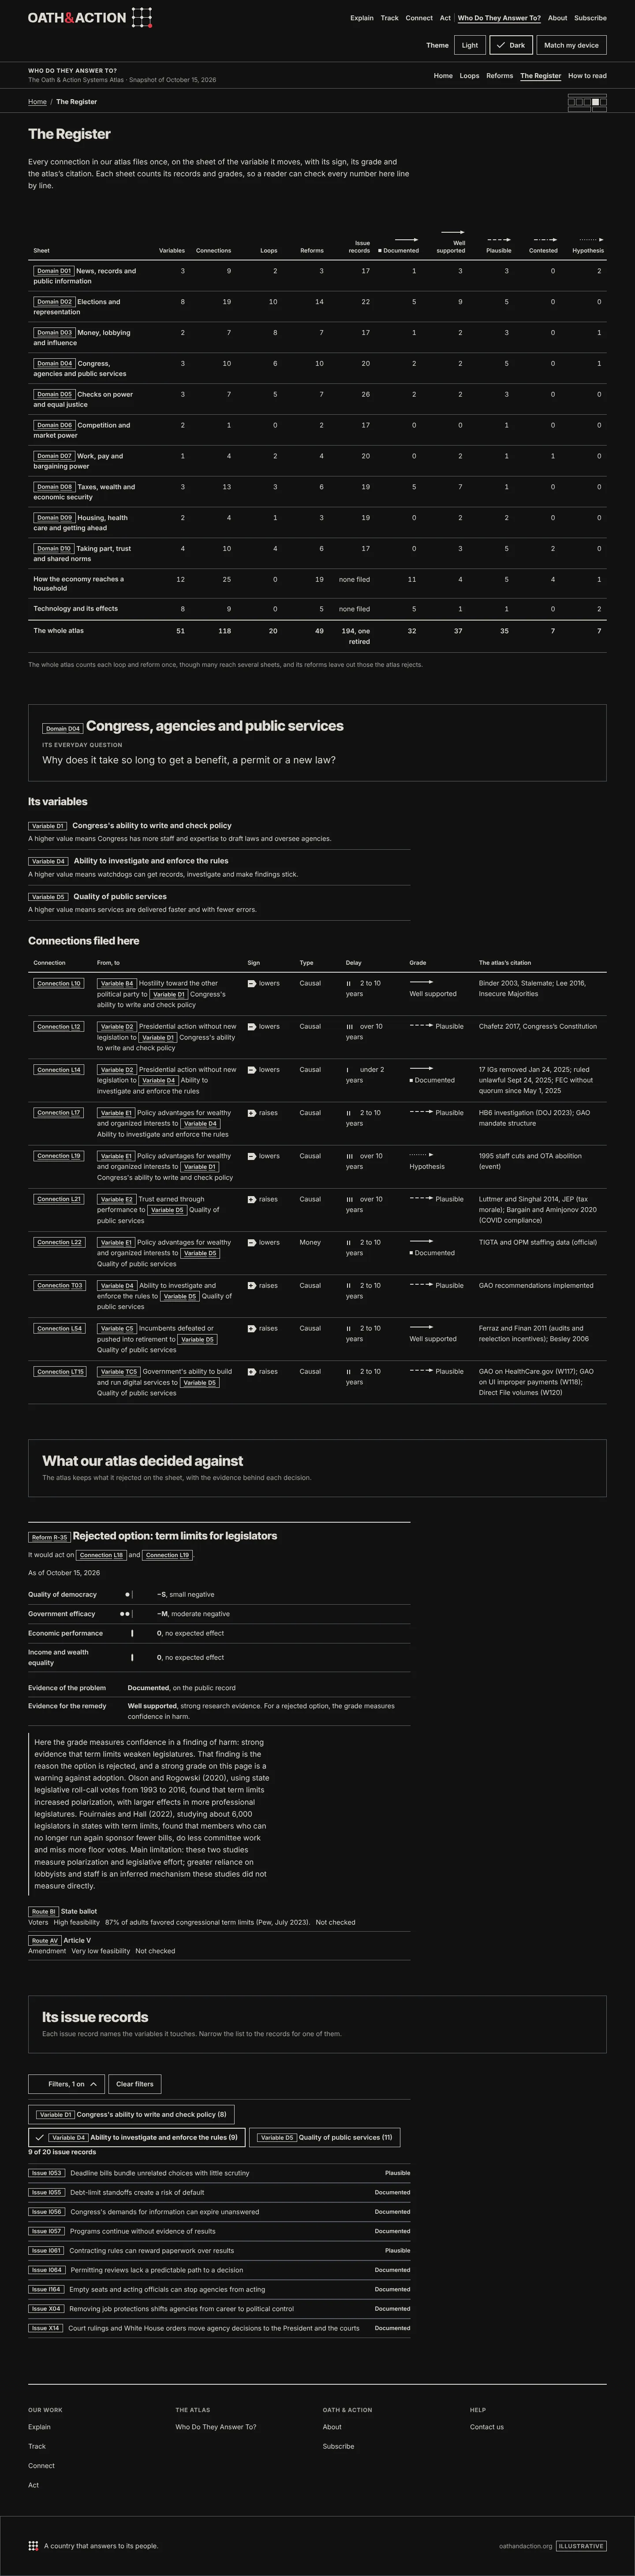 OATH&ACTION
Explain Track Connect Act Who Do They Answer To? About Subscribe
Theme Light Dark Match my device
WHO DO THEY ANSWER TO?
The Oath & Action Systems Atlas · Snapshot of October 15, 2026
Home Loops Reforms The Register How to read
Home / The Register
The Register
Every connection in our atlas files once, on the sheet of the variable it moves, with its sign, its grade and
the atlas's citation. Each sheet counts its records and grades, so a reader can check every number here line
by line.
Sheet Variables Connections Loops Reforms Issue records Documented Well supported Plausible Contested Hypothesis
Domain D01 News, records and public information 3 9 2 3 17 1 3 3 0 2
Domain D02 Elections and representation 8 19 10 14 22 5 9 5 0 0
Domain D03 Money, lobbying and influence 2 7 8 7 17 1 2 3 0 1
Domain D04 Congress, agencies and public services 3 10 6 10 20 2 2 5 0 1
Domain D05 Checks on power and equal justice 3 7 5 7 26 2 2 3 0 0
Domain D06 Competition and market power 2 1 0 2 17 0 0 1 0 0
Domain D07 Work, pay and bargaining power 1 4 2 4 20 0 2 1 1 0
Domain D08 Taxes, wealth and economic security 3 13 3 6 19 5 7 1 0 0
Domain D09 Housing, health care and getting ahead 2 4 1 3 19 0 2 2 0 0
Domain D10 Taking part, trust and shared norms 4 10 4 6 17 0 3 5 2 0
How the economy reaches a household 12 25 0 19 none filed 11 4 5 4 1
Technology and its effects 8 9 0 5 none filed 5 1 1 0 2
The whole atlas 51 118 20 49 194, one retired 32 37 35 7 7
The whole atlas counts each loop and reform once, though many reach several sheets, and its reforms leave out those that the atlas rejects.
Domain D04 Congress, agencies and public services
ITS EVERYDAY QUESTION
Why does it take so long to get a benefit, a permit or a new law?
Its variables
Variable D1 Congress's ability to write and check policy
A higher value means Congress has more staff and expertise to draft laws and oversee agencies.
Variable D4 Ability to investigate and enforce the rules
A higher value means watchdogs can get records, investigate and make findings stick.
Variable D5 Quality of public services
A higher value means services are delivered faster and with fewer errors.
Connections filed here
Connection From, to Sign Type Delay Grade The atlas's citation
Connection L10 Variable B4 Hostility toward the other political party to Variable D1 Congress's ability to write and check policy lowers Causal 2 to 10 years Well supported Binder 2003, Stalemate; Lee 2016, Insecure Majorities
Connection L12 Variable D2 Presidential action without new legislation to Variable D1 Congress's ability to write and check policy lowers Causal over 10 years Plausible Chafetz 2017, Congress's Constitution
Connection L14 Variable D2 Presidential action without new legislation to Variable D4 Ability to investigate and enforce the rules lowers Causal under 2 years Documented 17 IGs removed Jan 24, 2025; ruled unlawful Sept 24, 2025; FEC without quorum since May 1, 2025
Connection L17 Variable E1 Policy advantages for wealthy and organized interests to Variable D4 Ability to investigate and enforce the rules raises Causal 2 to 10 years Plausible HB6 investigation (DOJ 2023); GAO mandate structure
Connection L19 Variable E1 Policy advantages for wealthy and organized interests to Variable D1 Congress's ability to write and check policy lowers Causal over 10 years Hypothesis 1995 staff cuts and OTA abolition (event)
Connection L21 Variable E2 Trust earned through performance to Variable D5 Quality of public services raises Causal over 10 years Plausible Luttmer and Singhal 2014, JEP (tax morale); Bargain and Aminjonov 2020 (COVID compliance)
Connection L22 Variable E1 Policy advantages for wealthy and organized interests to Variable D5 Quality of public services lowers Money 2 to 10 years Documented TIGTA and OPM staffing data (official)
Connection T03 Variable D4 Ability to investigate and enforce the rules to Variable D5 Quality of public services raises Causal 2 to 10 years Plausible GAO recommendations implemented
Connection L54 Variable C5 Incumbents defeated or pushed into retirement to Variable D5 Quality of public services raises Causal 2 to 10 years Well supported Ferraz and Finan 2011 (audits and reelection incentives); Besley 2006
Connection LT15 Variable TC5 Government's ability to build and run digital services to Variable D5 Quality of public services raises Causal 2 to 10 years Plausible GAO on HealthCare.gov (W117); GAO on UI improper payments (W118); Direct File volumes (W120)
What our atlas decided against
The atlas keeps what it rejected on the sheet, with the evidence behind each decision.
Reform R-35 Rejected option: term limits for legislators
It would act on Connection L18 and Connection L19.
As of October 15, 2026
Quality of democracy −S, small negative
Government efficacy −M, moderate negative
Economic performance 0, no expected effect
Income and wealth equality 0, no expected effect
Evidence of the problem Documented, on the public record
Evidence for the remedy Well supported, strong research evidence. For a rejected option, the grade measures confidence in harm.
Here the grade measures confidence in a finding of harm: strong
evidence that term limits weaken legislatures. That finding is the
reason the option is rejected, and a strong grade on this page is a
warning against adoption. Olson and Rogowski (2020), using state
legislative roll-call votes from 1993 to 2016, found that term limits
increased polarization, with larger effects in more professional
legislatures. Fouirnaies and Hall (2022), studying about 6,000
legislators in states with term limits, found that members who can
no longer run again sponsor fewer bills, do less committee work
and miss more floor votes. Main limitation: these two studies
measure polarization and legislative effort; greater reliance on
lobbyists and staff is an inferred mechanism these studies did not
measure directly.
Route BI State ballot
Voters High feasibility 87% of adults favored congressional term limits (Pew, July 2023). Not checked
Route AV Article V
Amendment Very low feasibility Not checked
Its issue records
Each issue record names the variables it touches. Narrow the list to the records for one of them.
Filters, 1 on Clear filters
Variable D1 Congress's ability to write and check policy (8)
Variable D4 Ability to investigate and enforce the rules (9) Variable D5 Quality of public services (11)
9 of 20 issue records
Issue I053 Deadline bills bundle unrelated choices with little scrutiny Plausible
Issue I055 Debt-limit standoffs create a risk of default Documented
Issue I056 Congress's demands for information can expire unanswered Documented
Issue I057 Programs continue without evidence of results Documented
Issue I061 Contracting rules can reward paperwork over results Plausible
Issue I064 Permitting reviews lack a predictable path to a decision Documented
Issue I164 Empty seats and acting officials can stop agencies from acting Documented
Issue X04 Removing job protections shifts agencies from career to political control Documented
Issue X14 Court rulings and White House orders move agency decisions to the President and the courts Documented
OUR WORK THE ATLAS OATH & ACTION HELP
Explain Who Do They Answer To? About Contact us
Track Subscribe
Connect
Act
A country that answers to its people.
oathandaction.org ILLUSTRATIVE